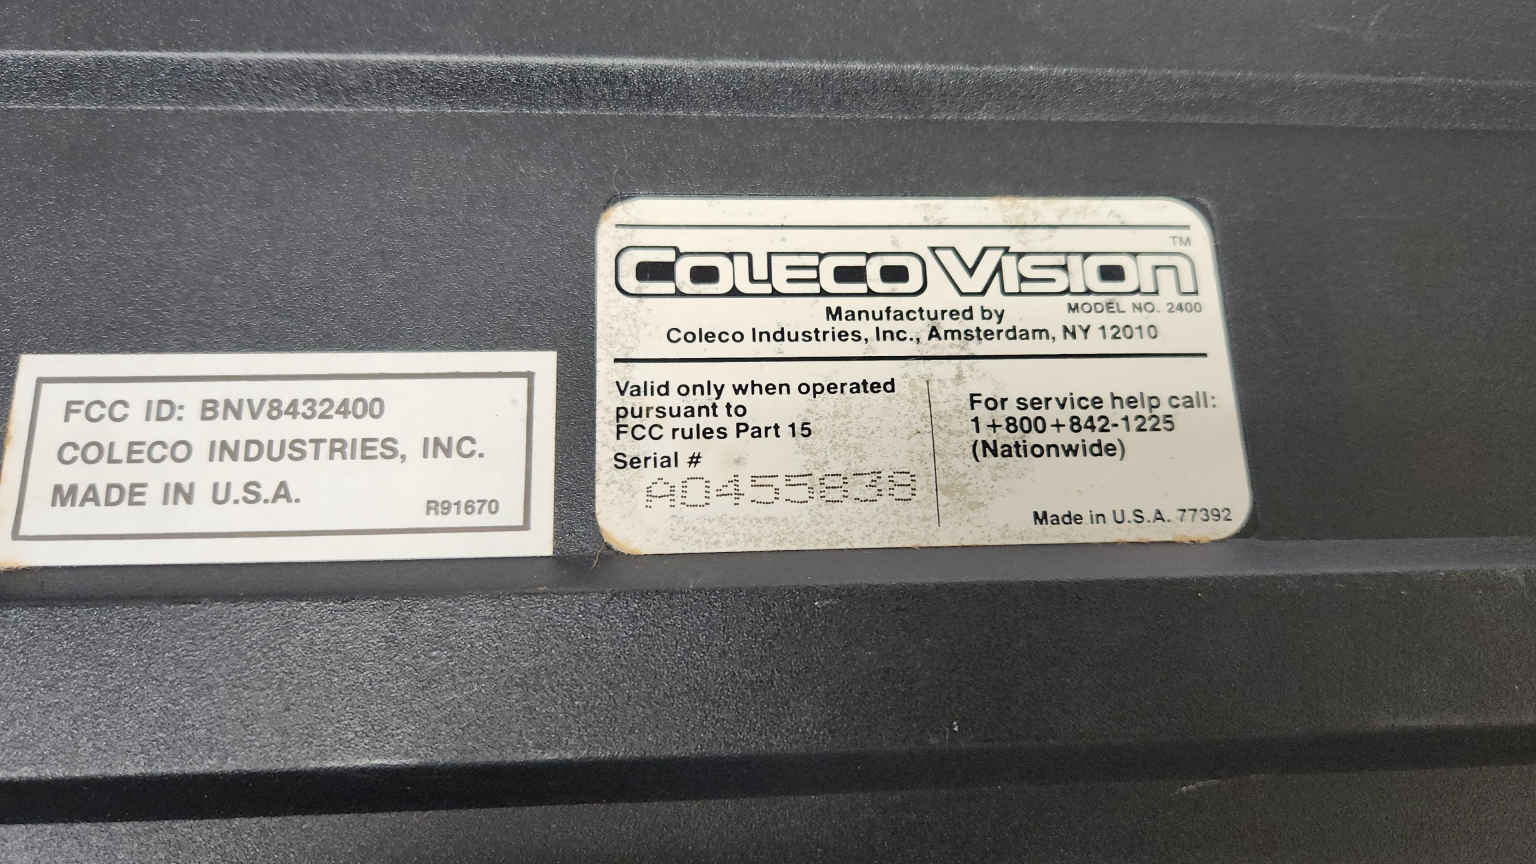 FCC ID: BNV8432400
COLECO INDUSTRIES, INC.
MADE IN U.S.A.
R91670
COLECOVISION™
MODEL NO. 2400
Manufactured by
Coleco Industries, Inc., Amsterdam, NY 12010
Valid only when operated
pursuant to
FCC rules Part 15
Serial #
A0455838
For service help call:
1+800+842-1225
(Nationwide)
Made in U.S.A. 77392